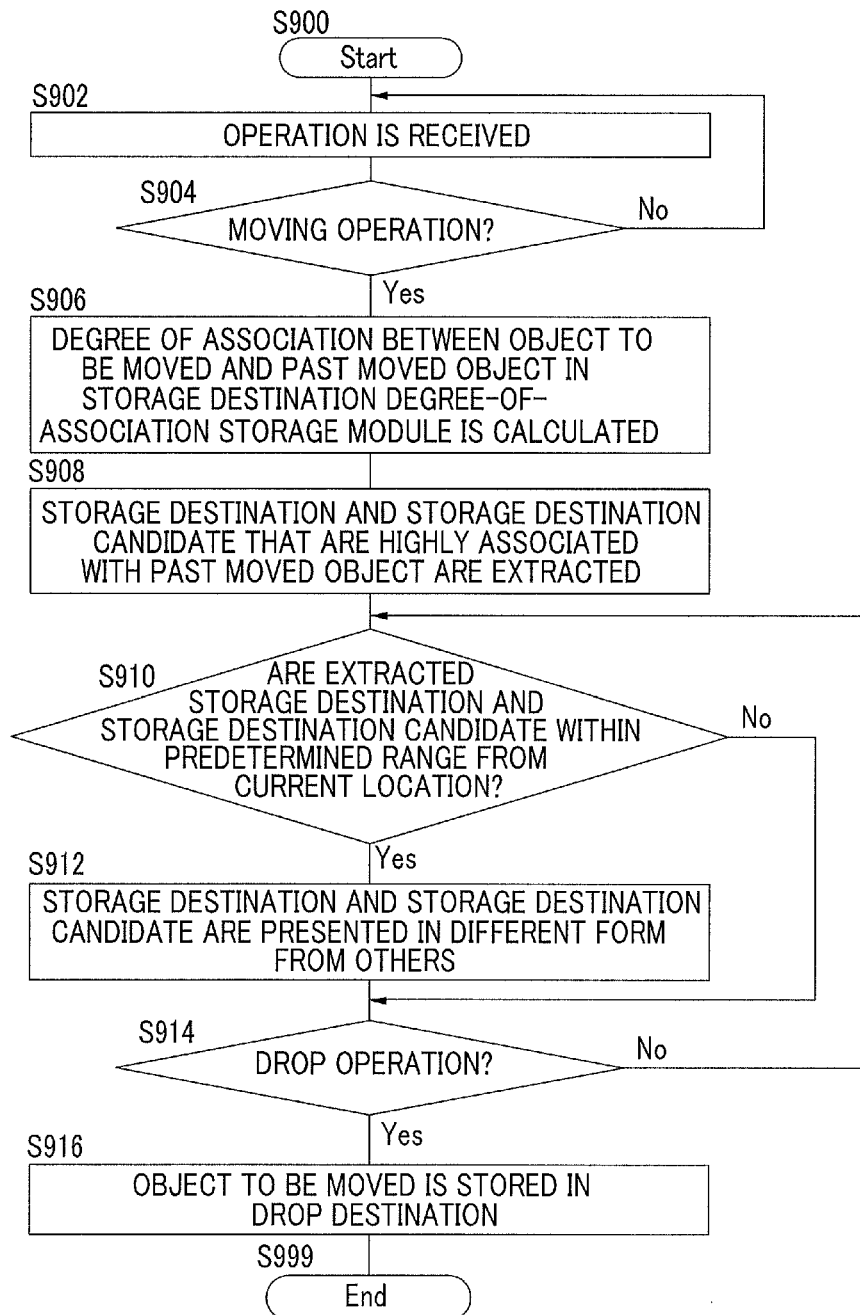 S900
Start
S902
OPERATION IS RECEIVED
S904
MOVING OPERATION?
No
Yes
S906
DEGREE OF ASSOCIATION BETWEEN OBJECT TO
BE MOVED AND PAST MOVED OBJECT IN
STORAGE DESTINATION DEGREE-OF-
ASSOCIATION STORAGE MODULE IS CALCULATED
S908
STORAGE DESTINATION AND STORAGE DESTINATION
CANDIDATE THAT ARE HIGHLY ASSOCIATED
WITH PAST MOVED OBJECT ARE EXTRACTED
S910
ARE EXTRACTED
STORAGE DESTINATION AND
STORAGE DESTINATION CANDIDATE WITHIN
PREDETERMINED RANGE FROM
CURRENT LOCATION?
No
Yes
S912
STORAGE DESTINATION AND STORAGE DESTINATION
CANDIDATE ARE PRESENTED IN DIFFERENT FORM
FROM OTHERS
S914
DROP OPERATION?
No
Yes
S916
OBJECT TO BE MOVED IS STORED IN
DROP DESTINATION
S999
End